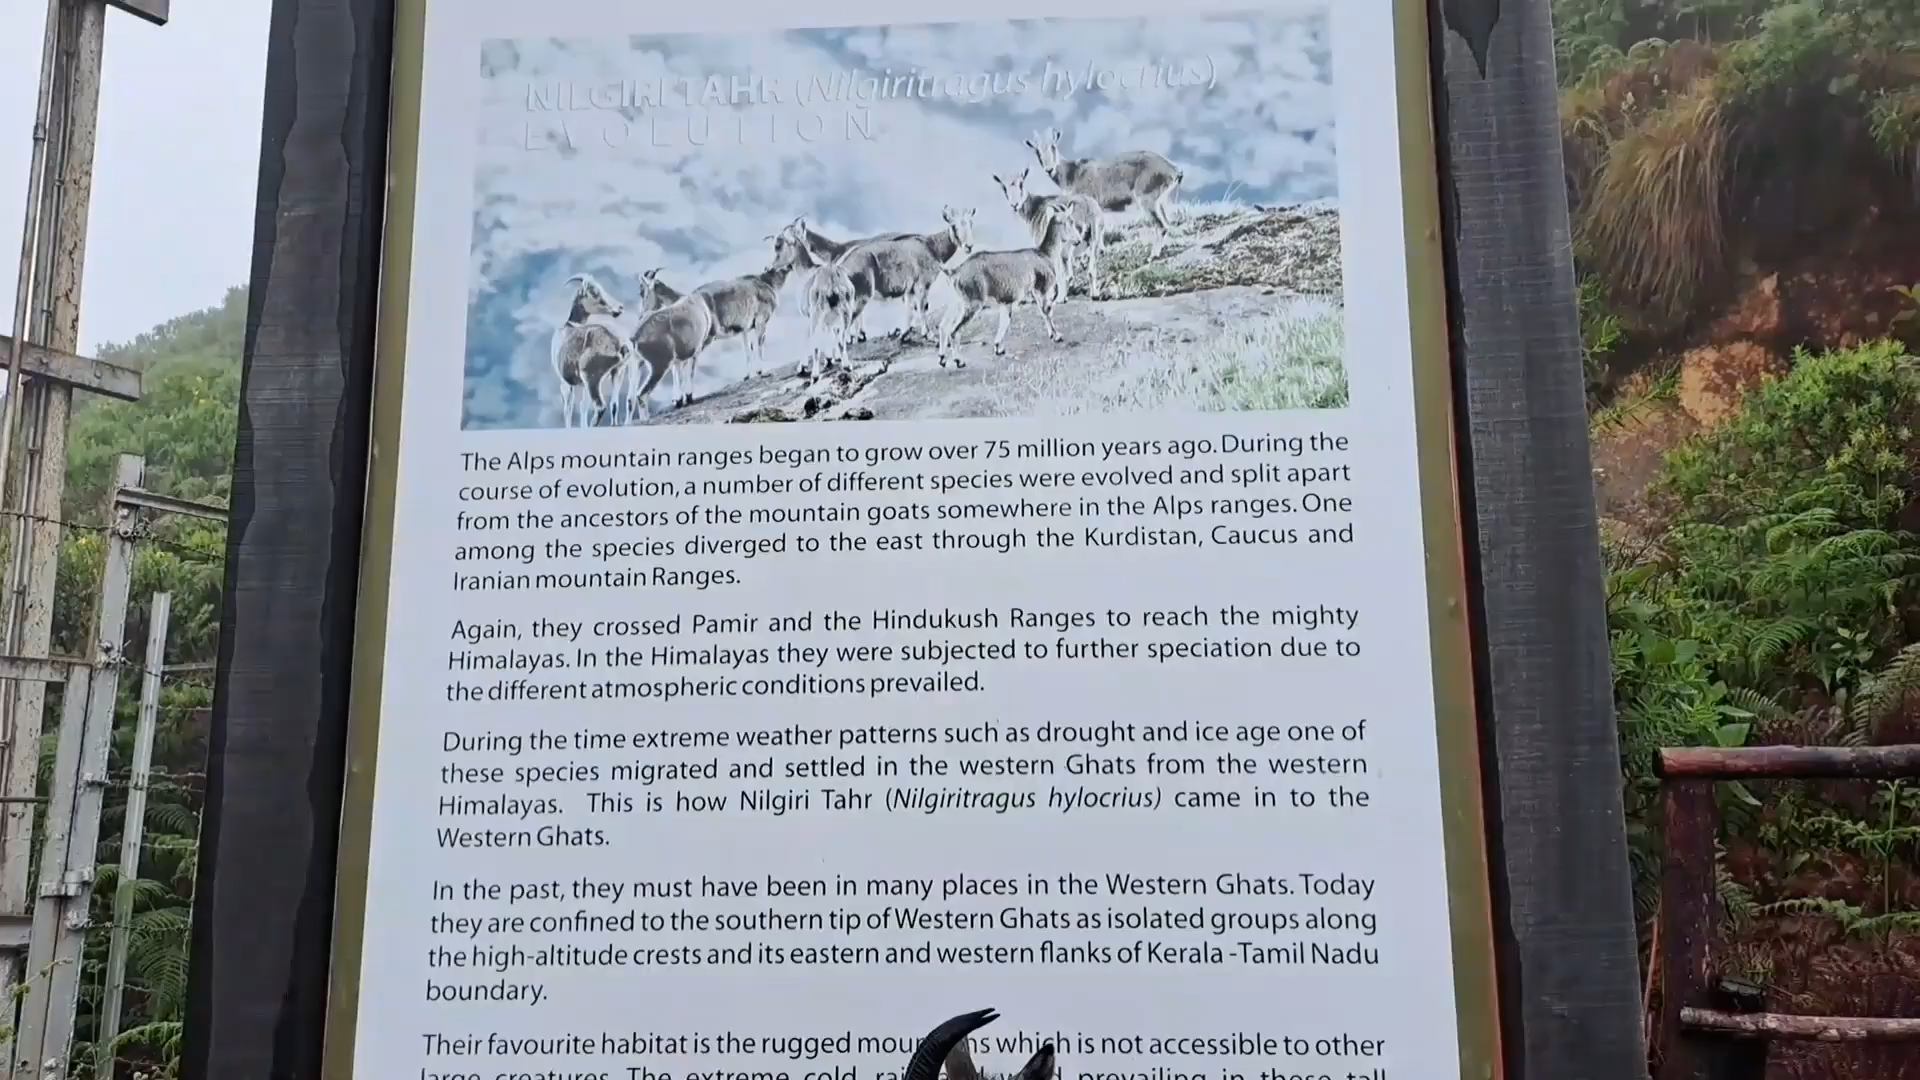 NILGIRI TAHR (Nilgiritragus hylocrius)
EVOLUTION
The Alps mountain ranges began to grow over 75 million years ago. During the
course of evolution, a number of different species were evolved and split apart
from the ancestors of the mountain goats somewhere in the Alps ranges. One
among the species diverged to the east through the Kurdistan, Caucus and
Iranian mountain Ranges.
Again, they crossed Pamir and the Hindukush Ranges to reach the mighty
Himalayas. In the Himalayas they were subjected to further speciation due to
the different atmospheric conditions prevailed.
During the time extreme weather patterns such as drought and ice age one of
these species migrated and settled in the western Ghats from the western
Himalayas. This is how Nilgiri Tahr (Nilgiritragus hylocrius) came in to the
Western Ghats.
In the past, they must have been in many places in the Western Ghats. Today
they are confined to the southern tip of Western Ghats as isolated groups along
the high-altitude crests and its eastern and western flanks of Kerala - Tamil Nadu
boundary.
Their favourite habitat is the rugged which is not accessible to other
large creatures. The extreme cold prevailing in these tall